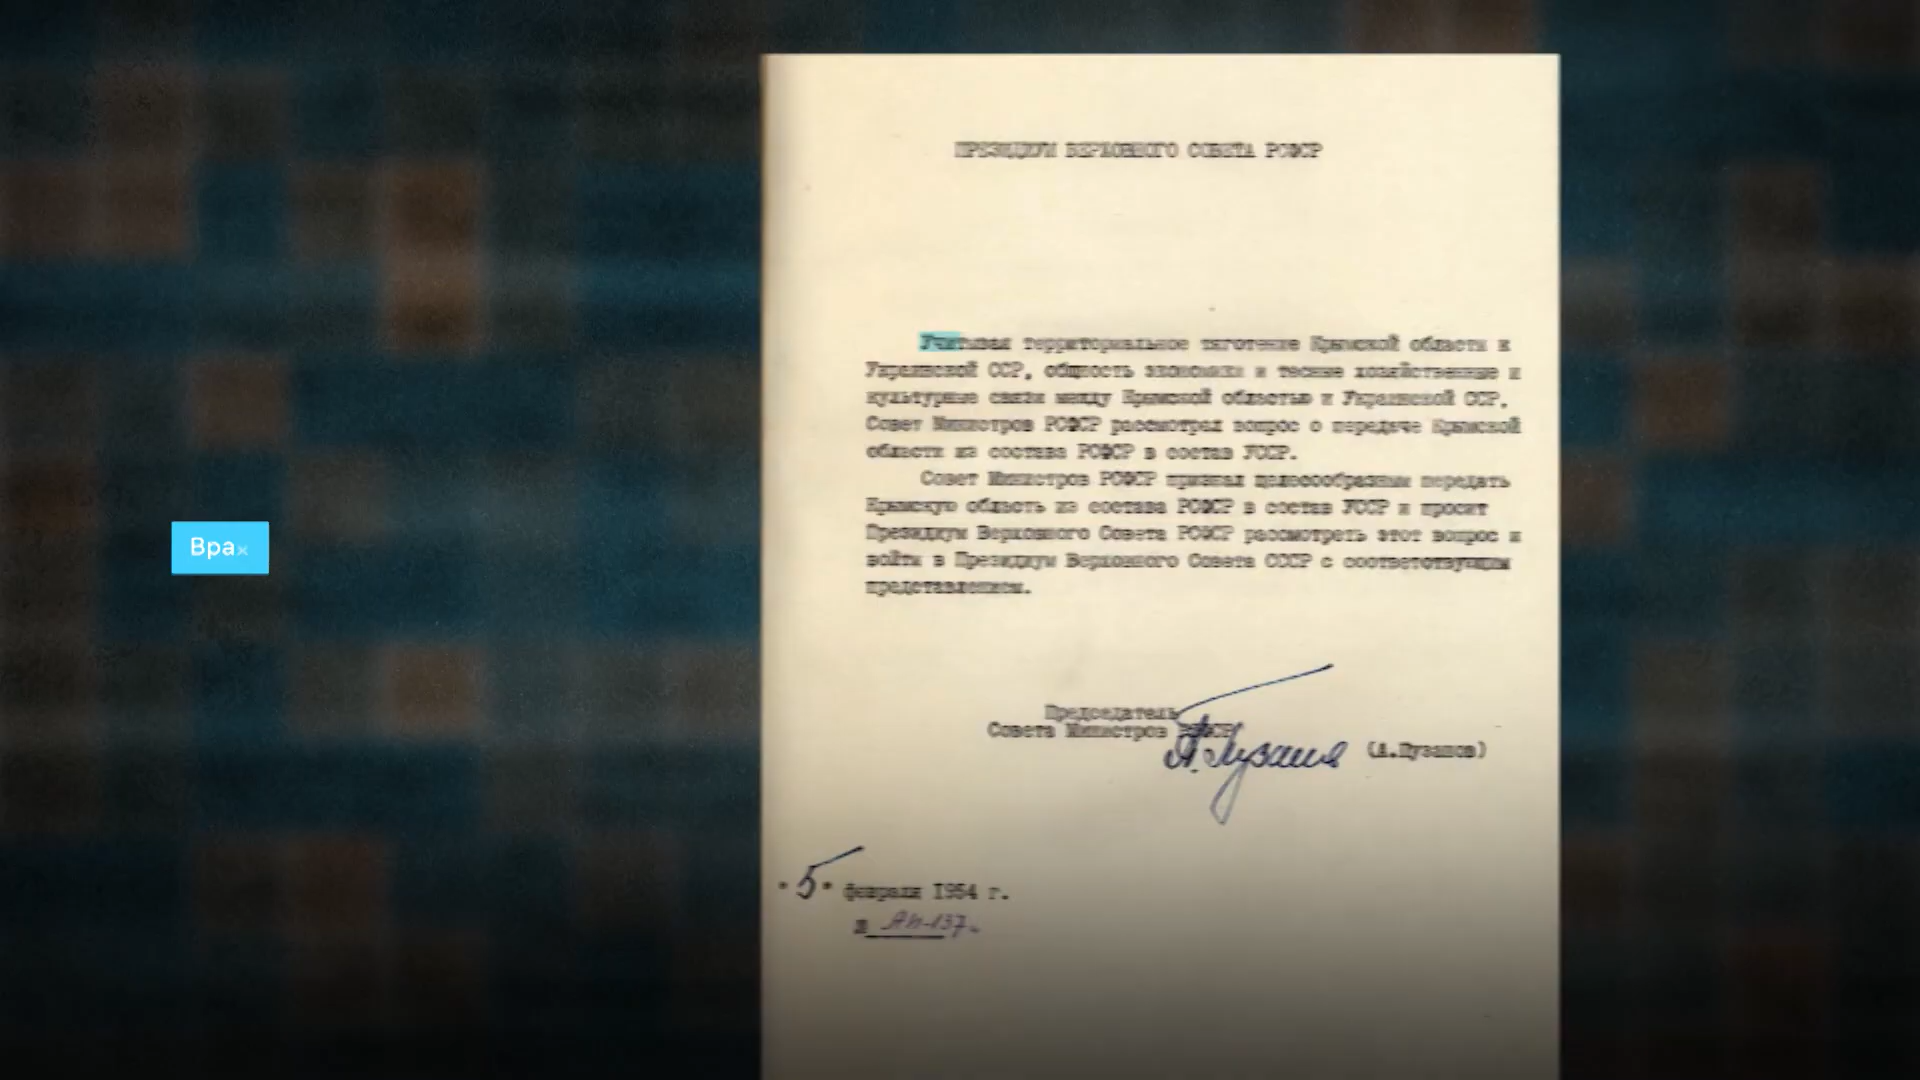 ПРЕЗИДИУМ ВЕРХОВНОГО СОВЕТА РСФСР
Учитывая территориальное тяготение Крымской области к
Украинской ССР, общность экономики и тесные хозяйственные и
культурные связи между Крымской областью и Украинской ССР,
Совет Министров РСФСР рассмотрел вопрос о передаче Крымской
области из состава РСФСР в состав УССР.
Совет Министров РСФСР признал целесообразным передать
Крымскую область из состава РСФСР в состав УССР и просит
Президиум Верховного Совета РСФСР рассмотреть этот вопрос и
войти в Президиум Верховного Совета СССР с соответствующим
представлением.
Вра
Председатель
Совета Министров РСФСР
А. Пузанов (А.Пузанов)
"5" февраля 1954 г.